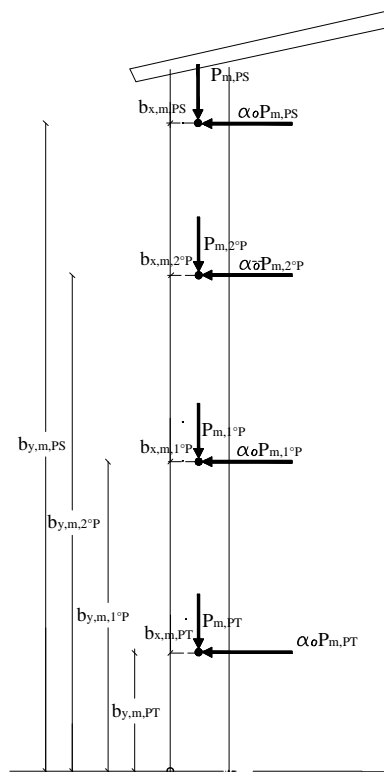 Pm,PS
bx,m,PS
αoPm,PS
Pm,2°P
bx,m,2°P
αoPm,2°P
Pm,1°P
by,m,PS
bx,m,1°P
αoPm,1°P
by,m,2°P
by,m,1°P
Pm,PT
bx,m,PT
αoPm,PT
by,m,PT